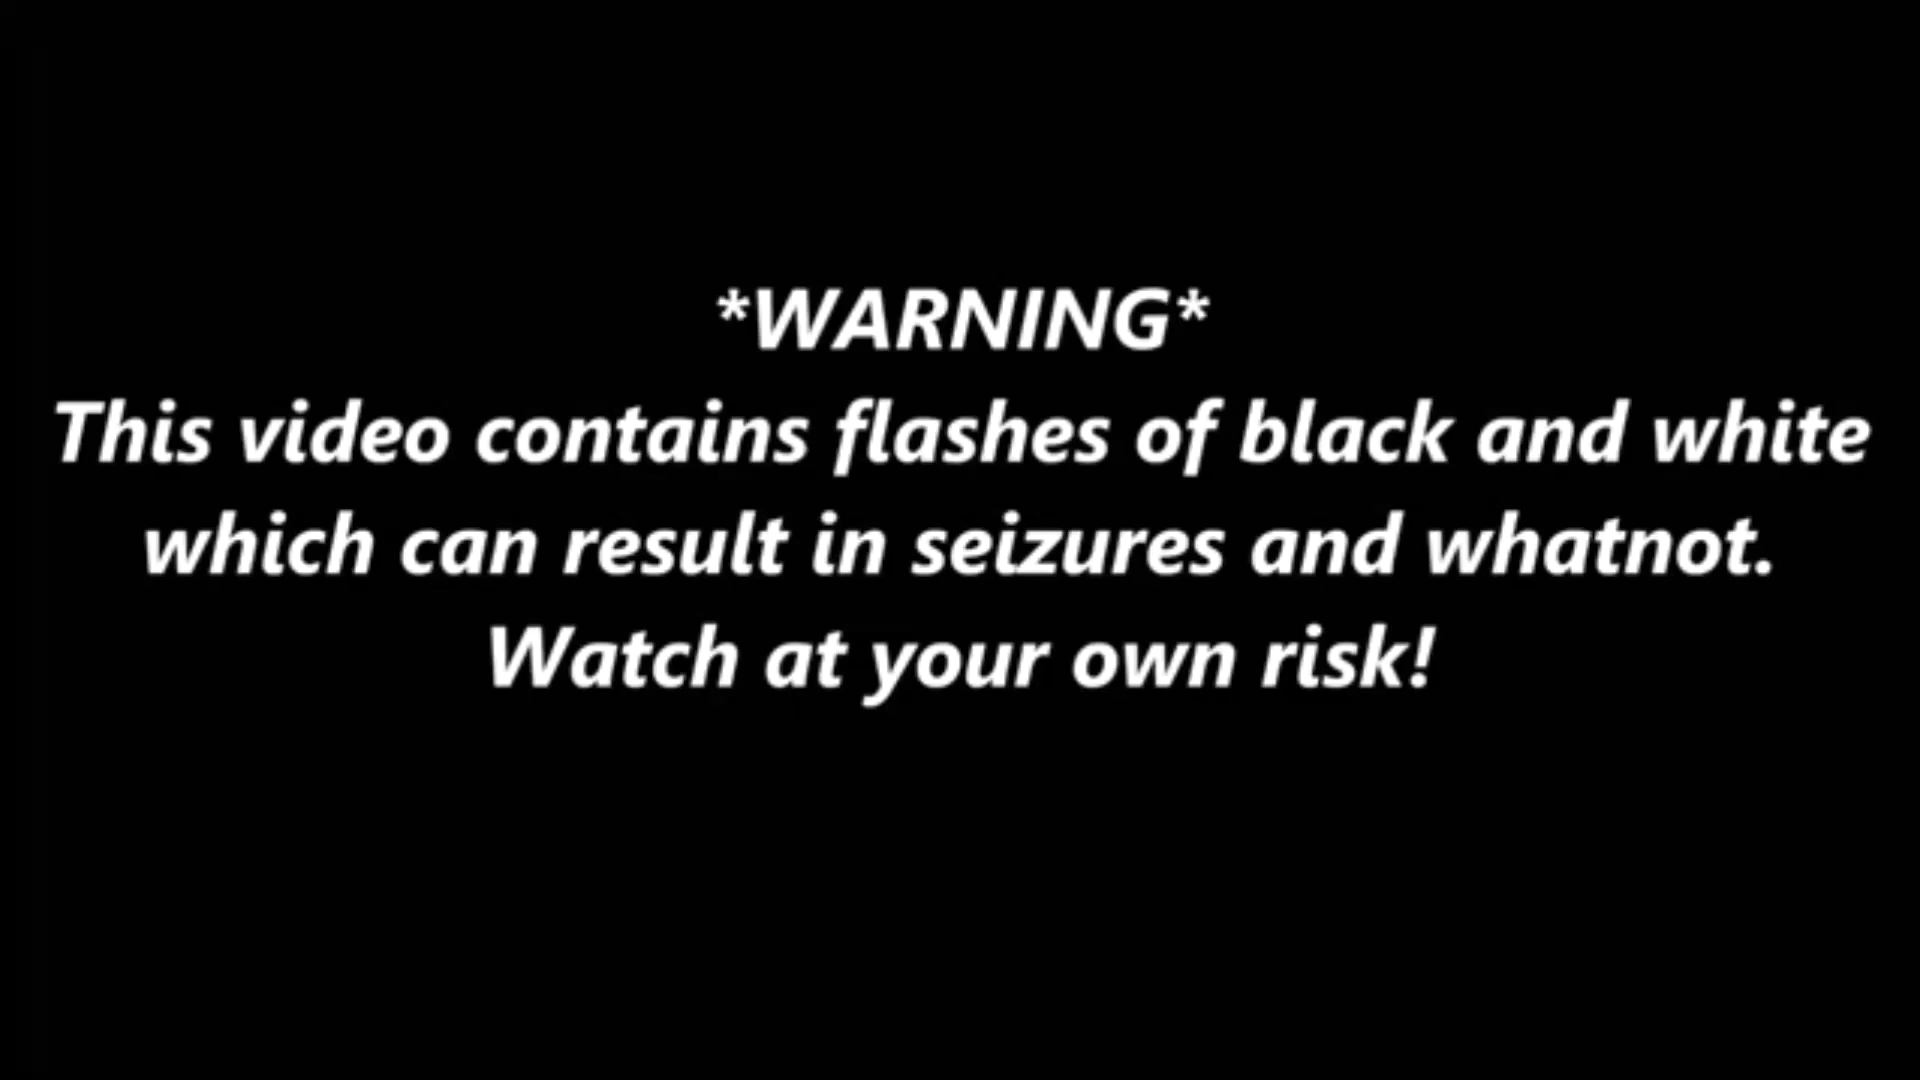 *WARNING*
This video contains flashes of black and white
which can result in seizures and whatnot.
Watch at your own risk!